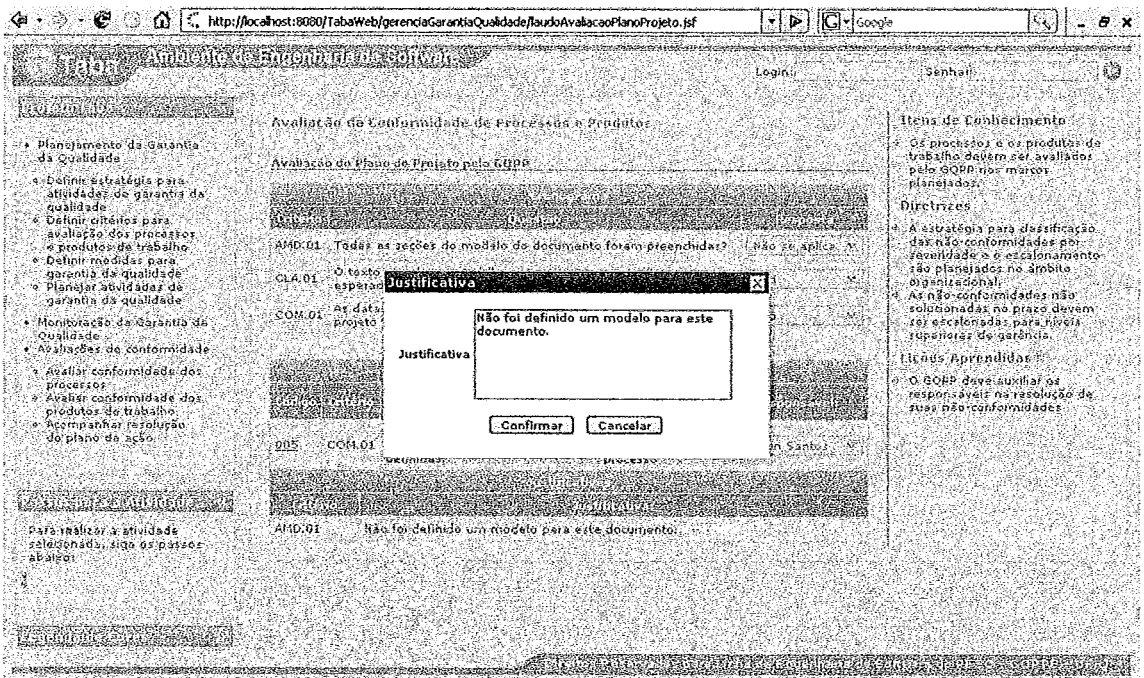 http://localhost:8080/TabaWeb/gerenciaGarantiaQualidade/laudoAvaliacaoPlanoProjeto.jsf
Google
Taba
Ambiente de Engenharia de Software
Login:
Senha:
Planejamento da Garantia
da Qualidade
Definir estratégia para
atividades de garantia da
qualidade
Definir critérios para
avaliação dos processos
e produtos de trabalho
Definir medidas para
garantia da qualidade
Planejar atividades de
garantia da qualidade
Monitoração da Garantia da
Qualidade
Avaliações de conformidade
Avaliar conformidade dos
processos
Avaliar conformidade dos
produtos de trabalho
Acompanhar resolução
do plano de ação
Para realizar a atividade
selecionada, siga os passos
abaixo:
Avaliação da Conformidade de Processos e Produtos
Avaliação do Plano de Projeto pela GQPP
Questão
AMD.01 Todas as seções do modelo do documento foram preenchidas? Não se aplica
CLA.01 O texto
esperad
COM.01 As data
projeto
Justificativa
Justificativa
Não foi definido um modelo para este
documento.
Confirmar Cancelar
005 COM.01
definidas.
processo
n Santos
Justificativa
AMD.01 Não foi definido um modelo para este documento.
Itens de Conhecimento
Os processos e os produtos de
trabalho devem ser avaliados
pelo GQPP nos marcos
planejados.
Diretrizes
A estratégia para classificação
das não-conformidades por
severidade e o escalonamento
são planejados no âmbito
organizacional.
As não-conformidades não
solucionadas no prazo devem
ser escalonadas para níveis
superiores de gerência.
Lições Aprendidas
O GQPP deve auxiliar os
responsáveis na resolução de
suas não-conformidades